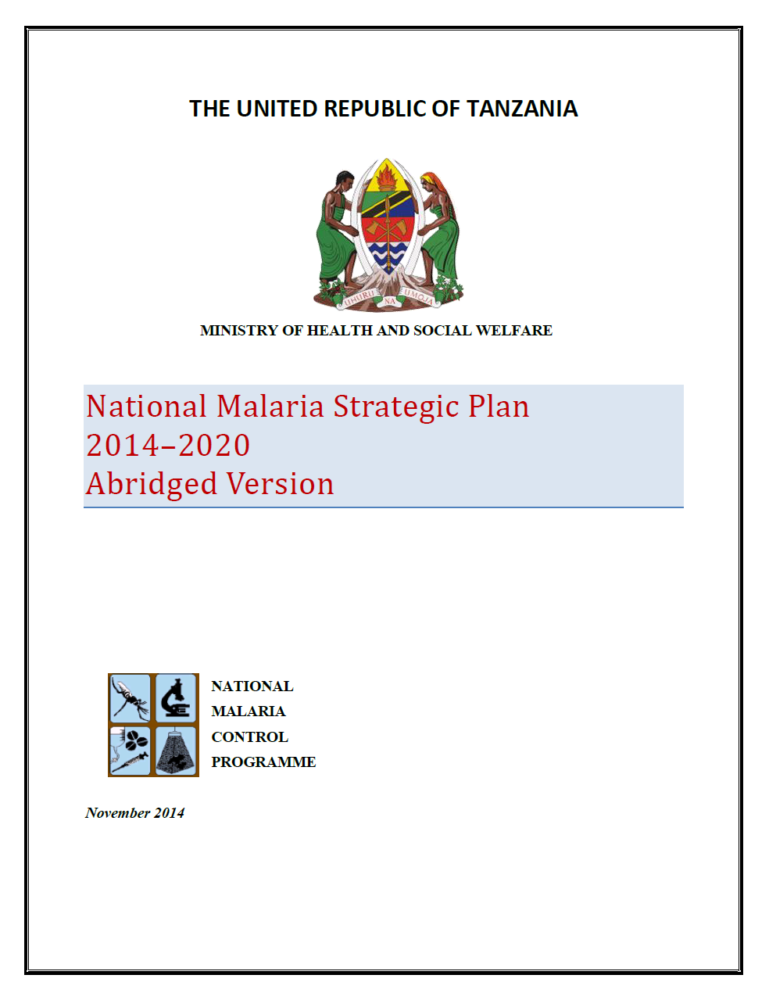 THE UNITED REPUBLIC OF TANZANIA
UHURU NA UMOJA
MINISTRY OF HEALTH AND SOCIAL WELFARE
National Malaria Strategic Plan
2014–2020
Abridged Version
NATIONAL
MALARIA
CONTROL
PROGRAMME
November 2014